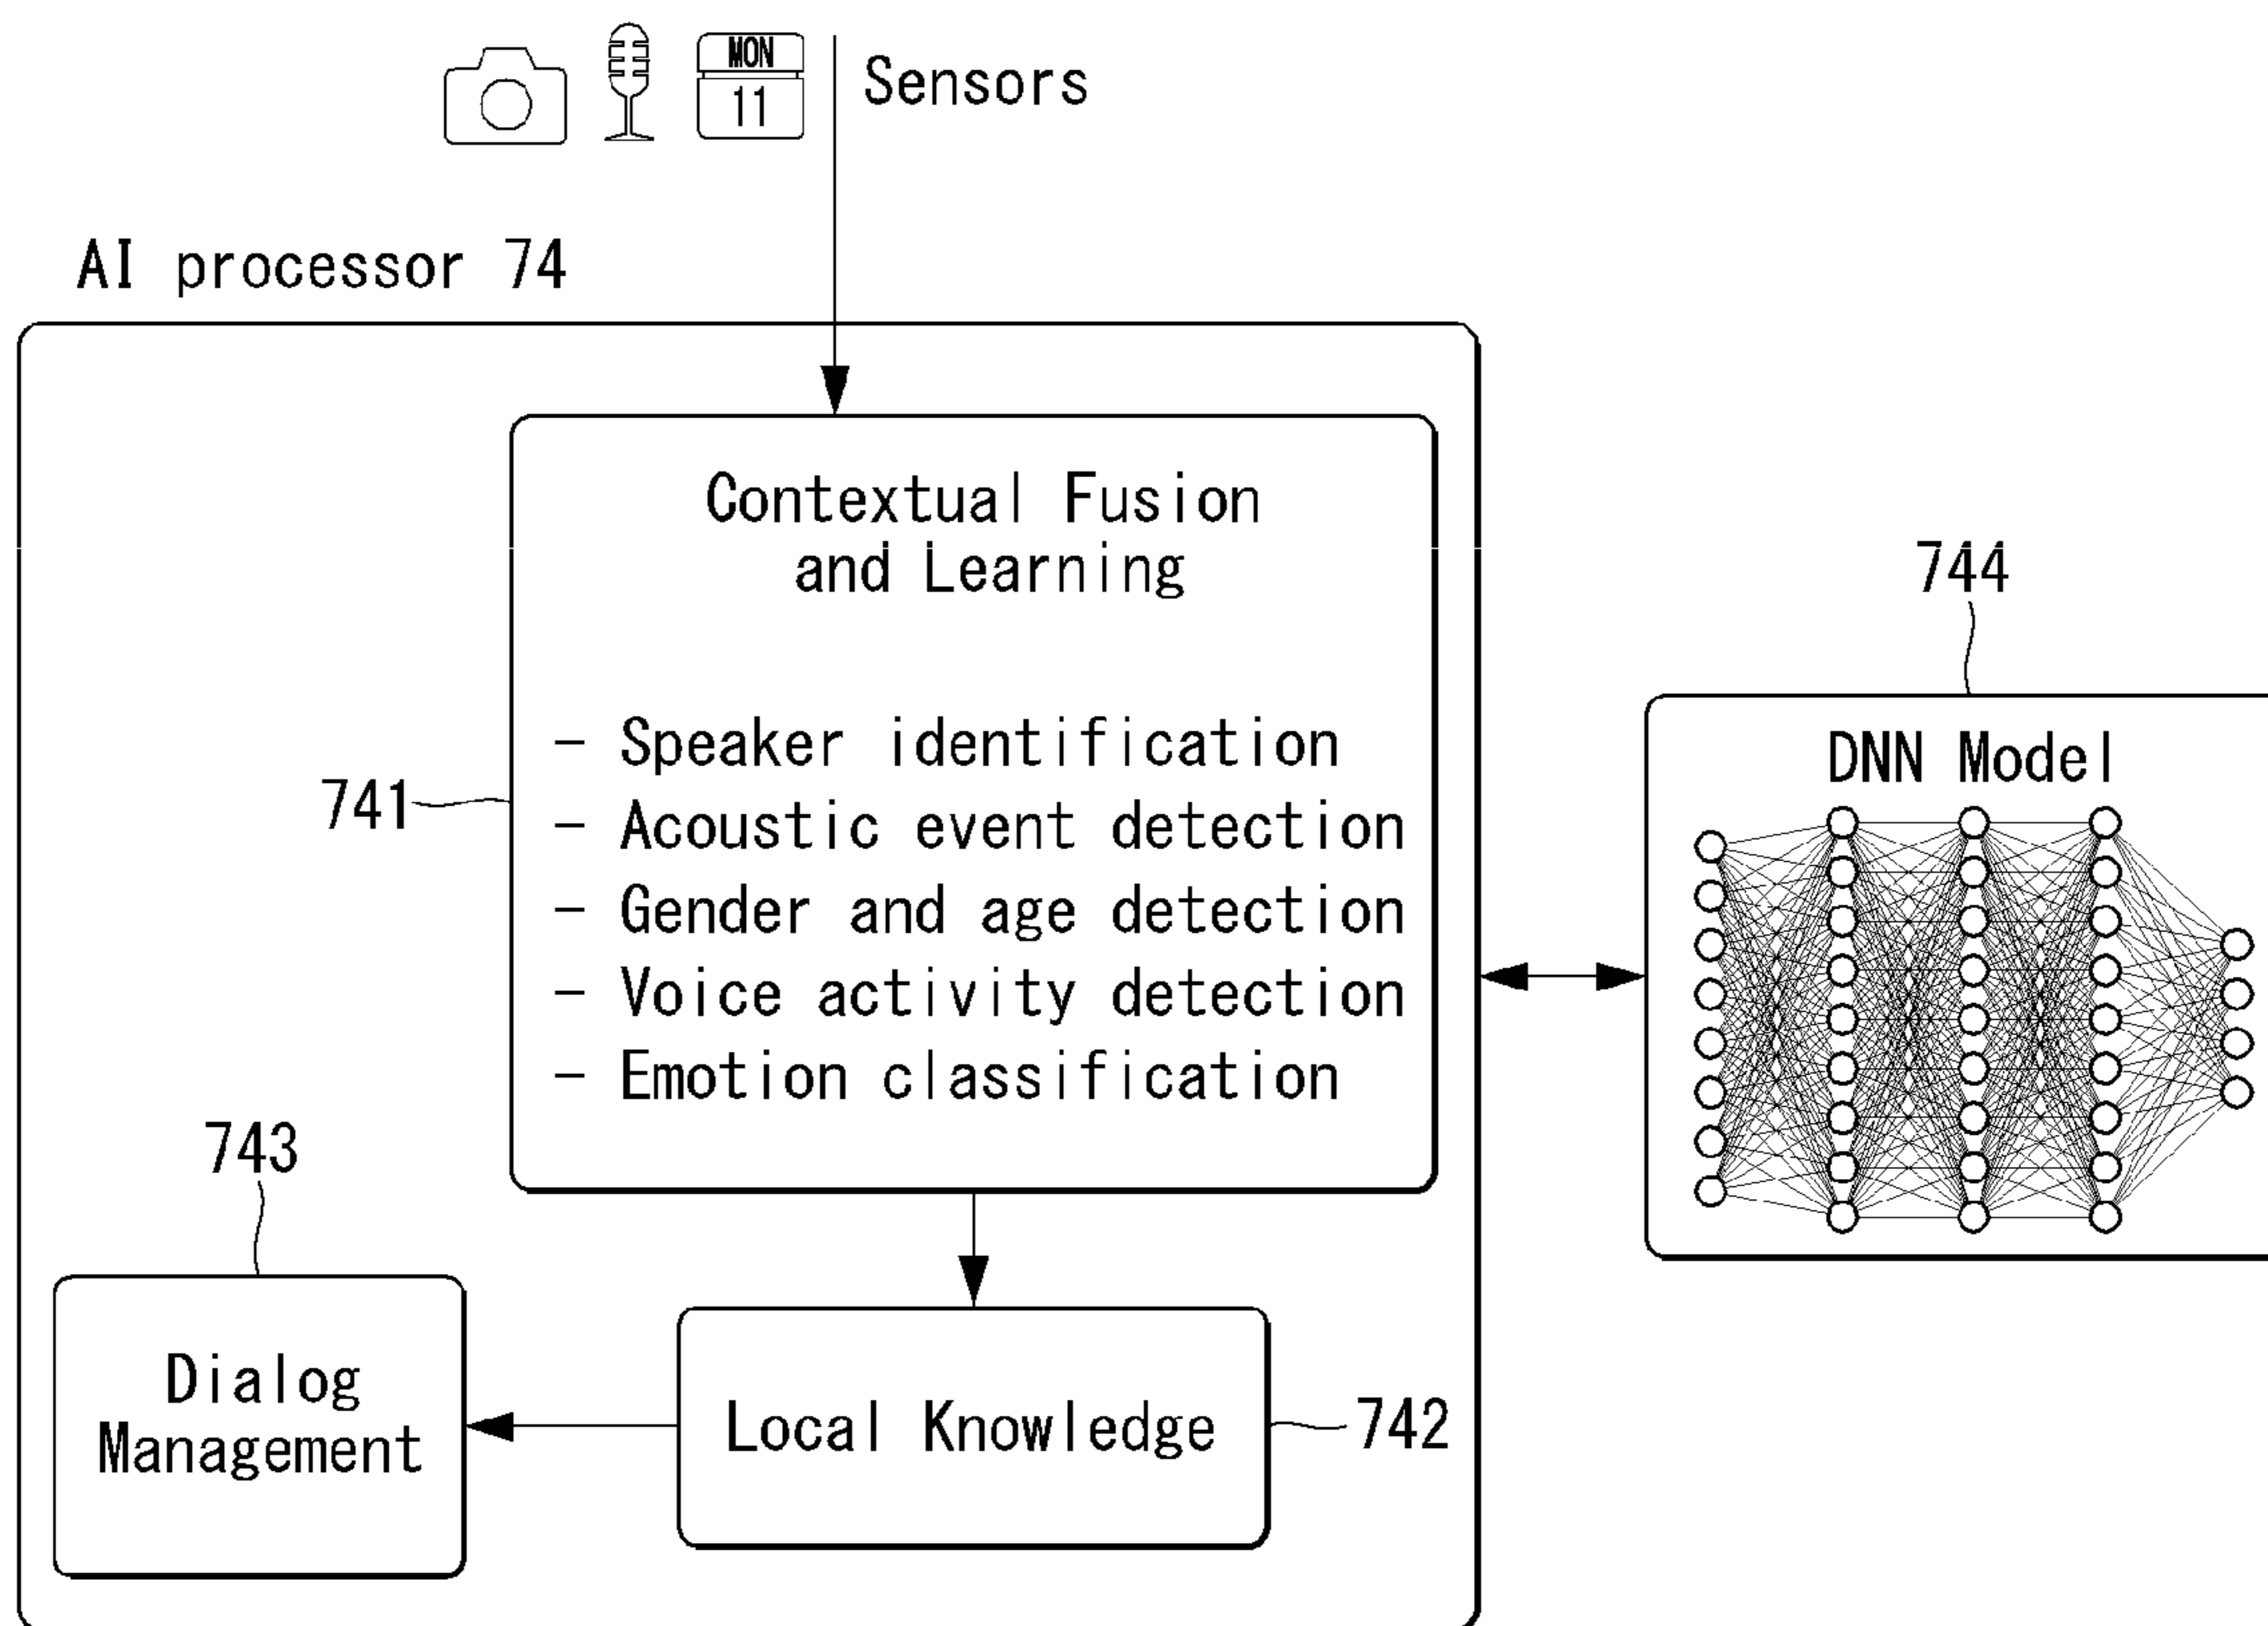 MON
11
Sensors
AI processor 74
Contextual Fusion
and Learning
- Speaker identification
- Acoustic event detection
- Gender and age detection
- Voice activity detection
- Emotion classification
741
744
DNN Model
743
Dialog
Management
Local Knowledge
742